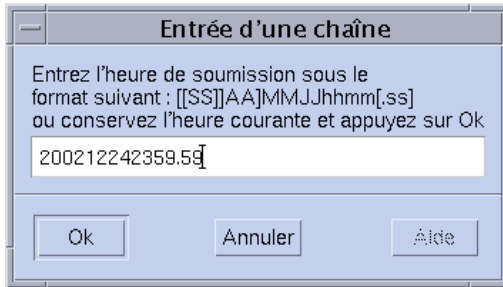 Entrée d'une chaîne
Entrez l'heure de soumission sous le
format suivant : [[SS]]AA]MMJJhhmm[.ss]
ou conservez l'heure courante et appuyez sur Ok
200212242359.59
Ok
Annuler
Aide